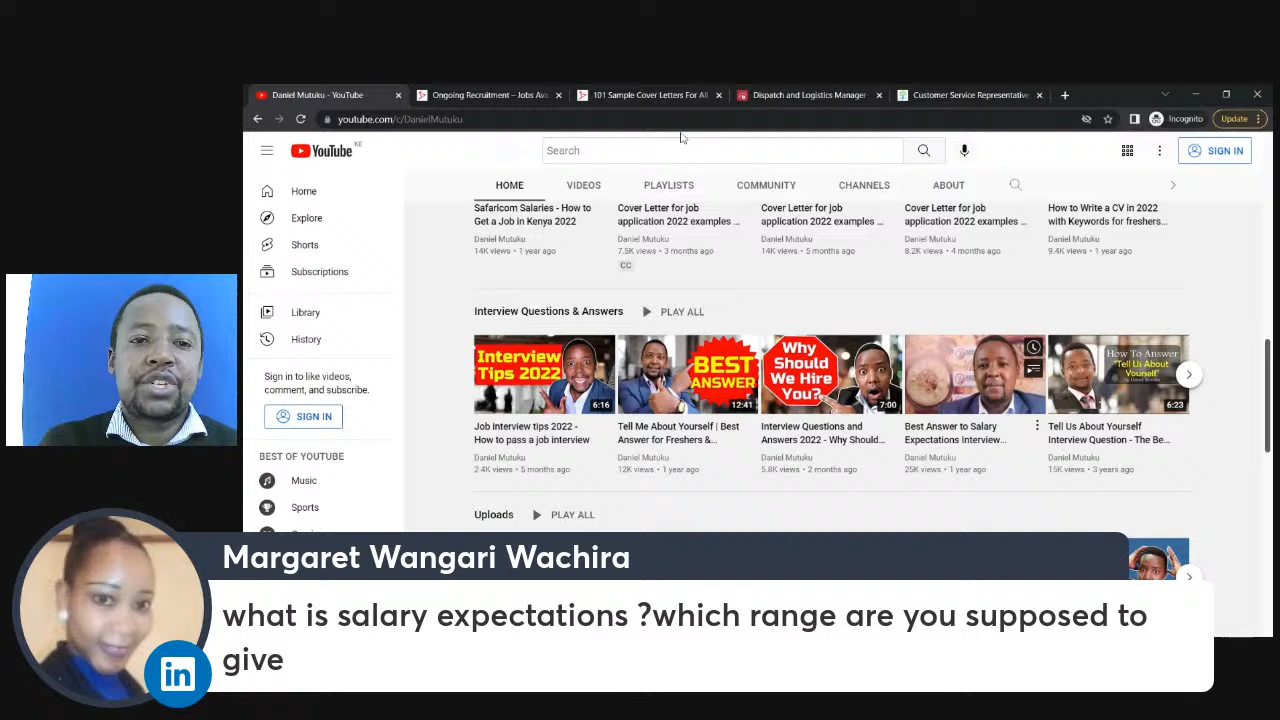 Daniel Mutuku - YouTube
Ongoing Recruitment – Jobs Ava
101 Sample Cover Letters For All
Dispatch and Logistics Manager
Customer Service Representative
youtube.com/c/DanielMutuku
Incognito
Update
YouTube KE
Search
SIGN IN
HOME VIDEOS PLAYLISTS COMMUNITY CHANNELS ABOUT
Home
Explore
Shorts
Subscriptions
Library
History
Sign in to like videos,
comment, and subscribe.
SIGN IN
BEST OF YOUTUBE
Music
Sports
Safaricom Salaries - How to
Get a Job in Kenya 2022
Daniel Mutuku
14K views • 1 year ago
Cover Letter for job
application 2022 examples ...
Daniel Mutuku
7.5K views • 3 months ago
CC
Cover Letter for job
application 2022 examples ...
Daniel Mutuku
14K views • 5 months ago
Cover Letter for job
application 2022 examples ...
Daniel Mutuku
8.2K views • 4 months ago
How to Write a CV in 2022
with Keywords for freshers...
Daniel Mutuku
9.4K views • 1 year ago
Interview Questions & Answers PLAY ALL
Interview
Tips 2022
6:16
Job interview tips 2022 -
How to pass a job interview
Daniel Mutuku
2.4K views • 5 months ago
BEST
ANSWER
12:41
Tell Me About Yourself | Best
Answer for Freshers &...
Daniel Mutuku
12K views • 1 year ago
Why
Should
We Hire
You?
7:00
Interview Questions and
Answers 2022 - Why Should...
Daniel Mutuku
5.8K views • 2 months ago
Best Answer to Salary
Expectations Interview...
Daniel Mutuku
25K views • 1 year ago
How To Answer
"Tell Us About
Yourself"
6:23
Tell Us About Yourself
Interview Question - The Be...
Daniel Mutuku
15K views • 3 years ago
Uploads PLAY ALL
Margaret Wangari Wachira
what is salary expectations ?which range are you supposed to
give
in